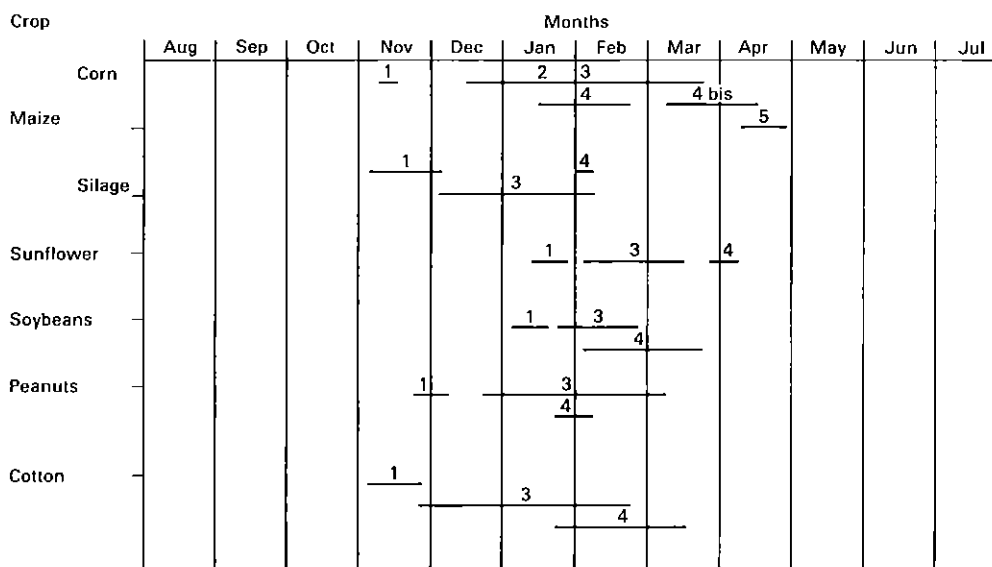 Crop Months
Aug Sep Oct Nov Dec Jan Feb Mar Apr May Jun Jul
Corn 1 2 3
4 4 bis
Maize 5
1 4
Silage 3
Sunflower 1 3 4
Soybeans 1 3
4
Peanuts 1 3
4
Cotton 1
3
4